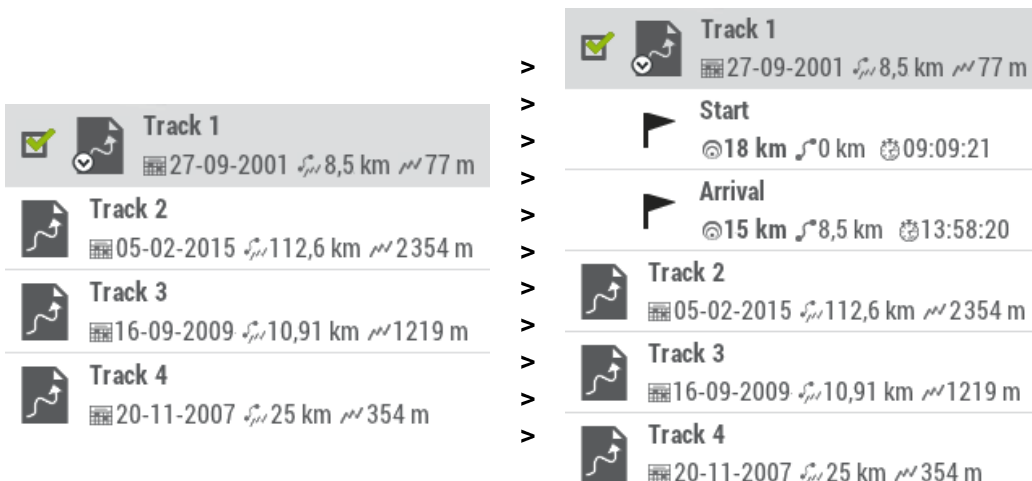 Track 1
27-09-2001 8,5 km 77 m
Track 2
05-02-2015 112,6 km 2354 m
Track 3
16-09-2009 10,91 km 1219 m
Track 4
20-11-2007 25 km 354 m
>
>
>
>
>
>
>
>
>
>
>
Track 1
27-09-2001 8,5 km 77 m
Start
18 km 0 km 09:09:21
Arrival
15 km 8,5 km 13:58:20
Track 2
05-02-2015 112,6 km 2354 m
Track 3
16-09-2009 10,91 km 1219 m
Track 4
20-11-2007 25 km 354 m